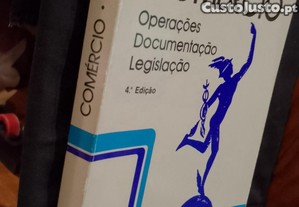 CustoJusto.pt
Operações
Documentação
Legislação
4.ª Edição
COMÉRCIO